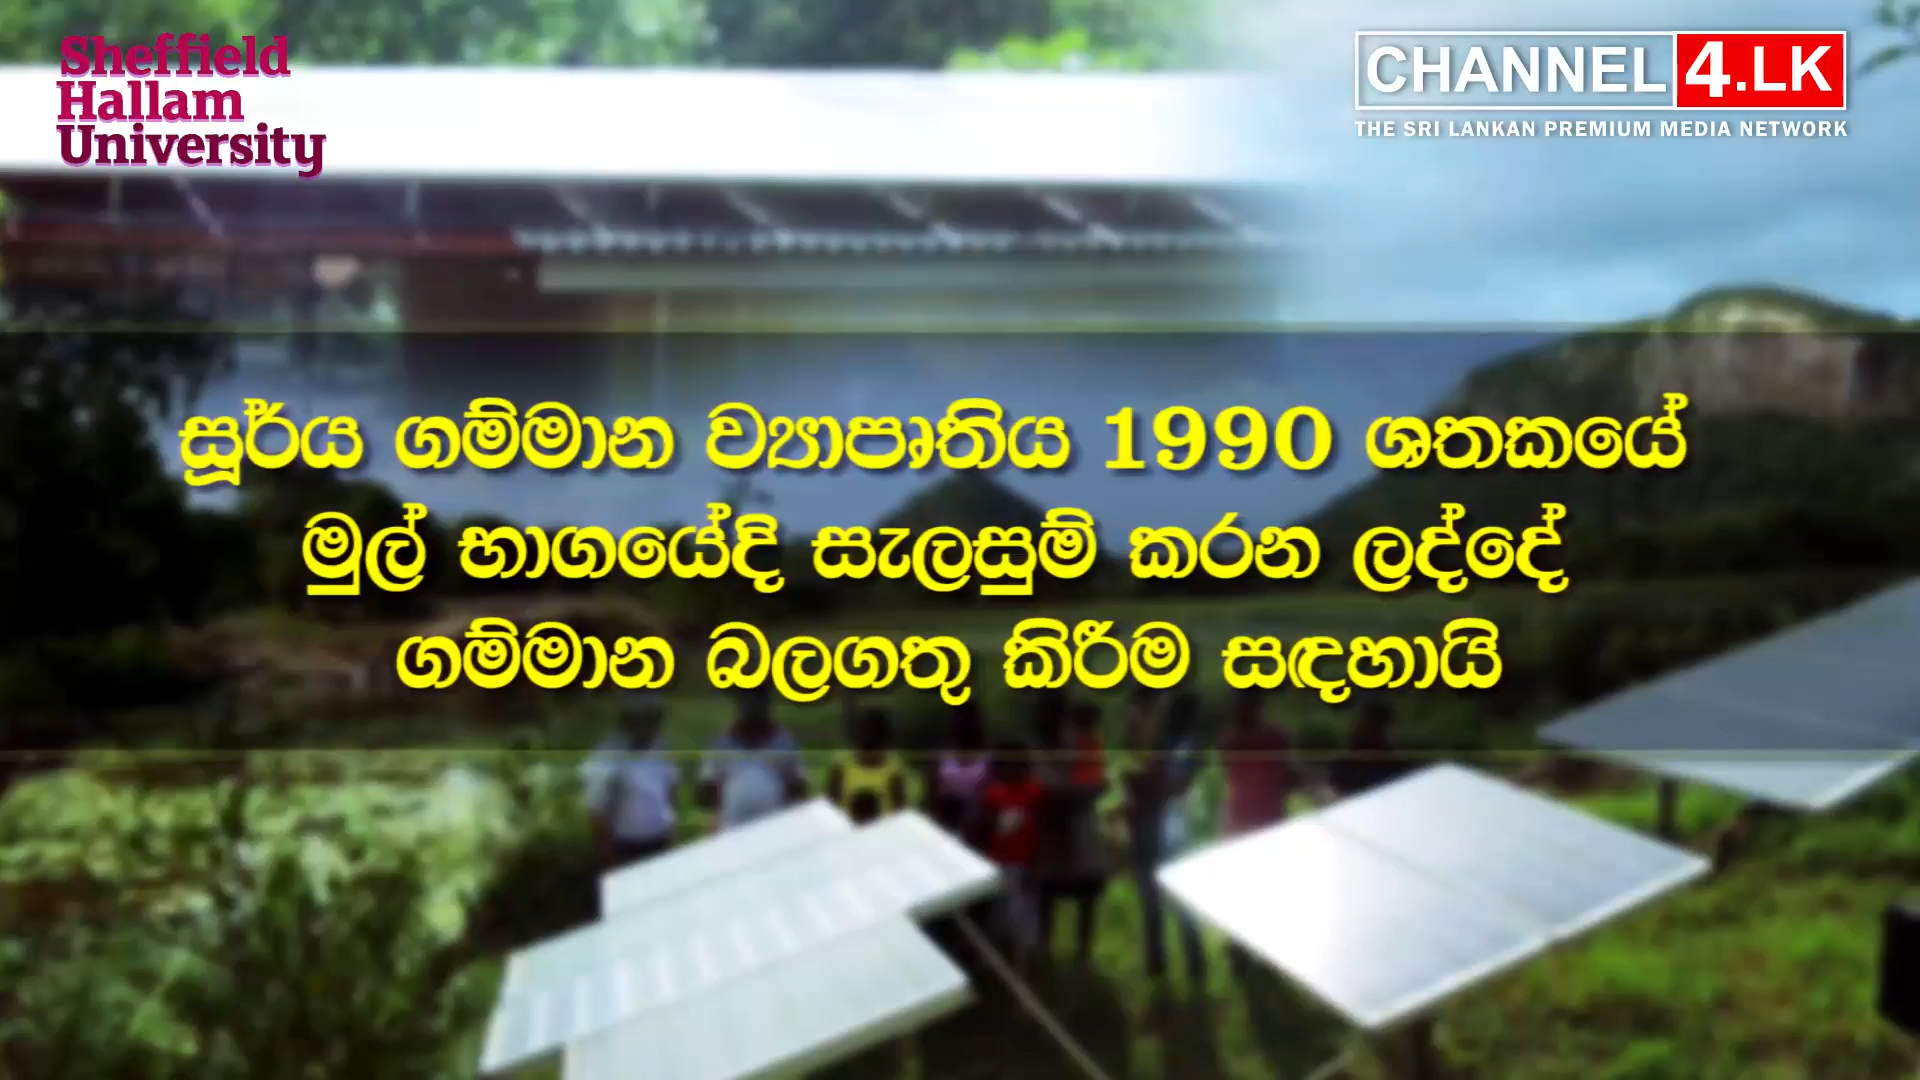 Sheffield
Hallam
University
CHANNEL 4.LK
THE SRI LANKAN PREMIUM MEDIA NETWORK
සූර්ය ගම්මාන ව්‍යාපෘතිය 1990 ශතකයේ
මුල් භාගයේදි සැලසුම් කරන ලද්දේ
ගම්මාන බලගතු කිරීම සඳහායි